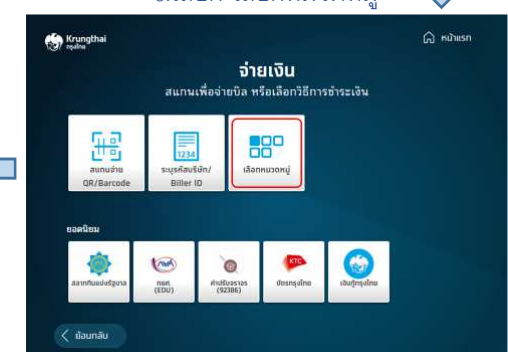 Krungthai
กรุงไทย
หน้าแรก
จ่ายเงิน
สแกนเพื่อจ่ายบิล หรือเลือกวิธีการชำระเงิน
สแกนจ่าย
QR/Barcode
1234
ระบุรหัสบริษัท/
Biller ID
เลือกหมวดหมู่
ยอดนิยม
สลากกินแบ่งรัฐบาล
กยศ.
(EDU)
ค่าปรับจราจร
(92386)
KTC
บัตรกรุงไทย
เงินกู้กรุงไทย
ย้อนกลับ